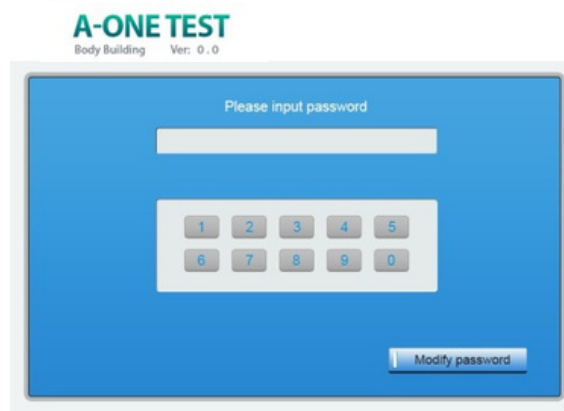 A-ONE TEST
Body Building Ver: 0.0
Please input password
1 2 3 4 5
6 7 8 9 0
Modify password